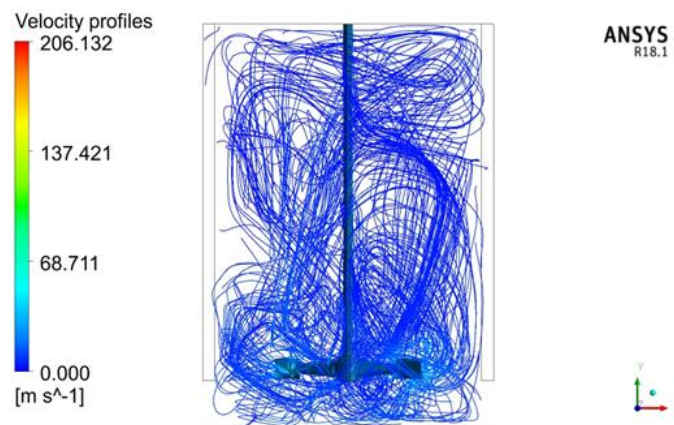 Velocity profiles
206.132
137.421
68.711
0.000
[m s^-1]
ANSYS
R18.1
Y